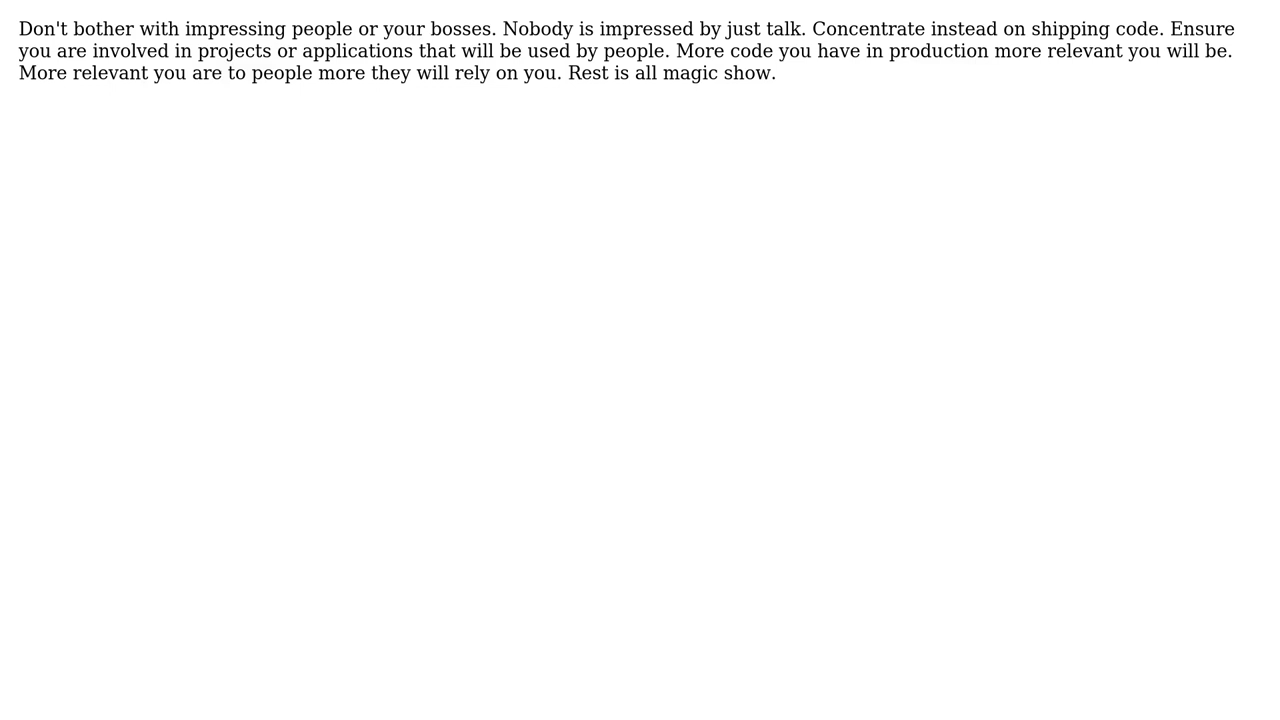 Don't bother with impressing people or your bosses. Nobody is impressed by just talk. Concentrate instead on shipping code. Ensure
you are involved in projects or applications that will be used by people. More code you have in production more relevant you will be.
More relevant you are to people more they will rely on you. Rest is all magic show.